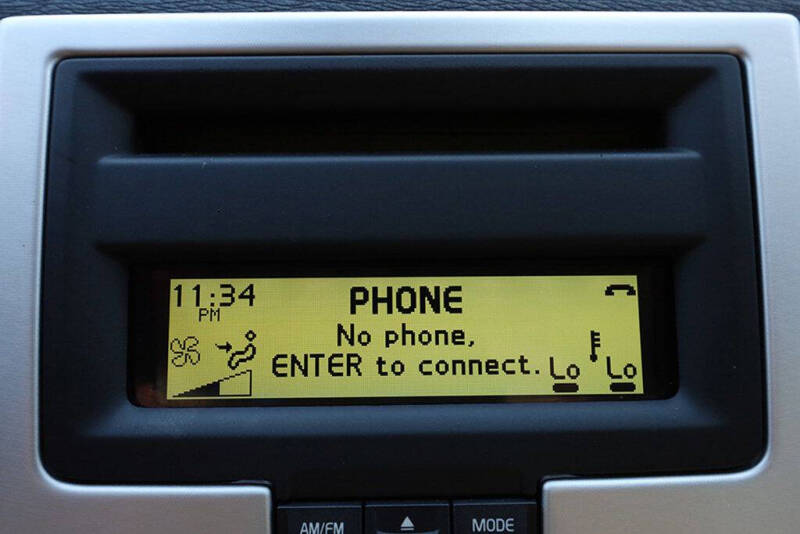 11:34 PHONE
PM
No phone,
ENTER to connect.
Lo Lo
AM/FM MODE